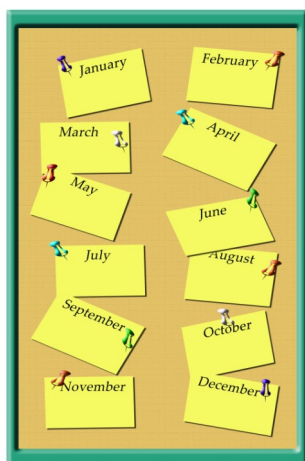 January
February
March
April
May
June
July
August
September
October
November
December